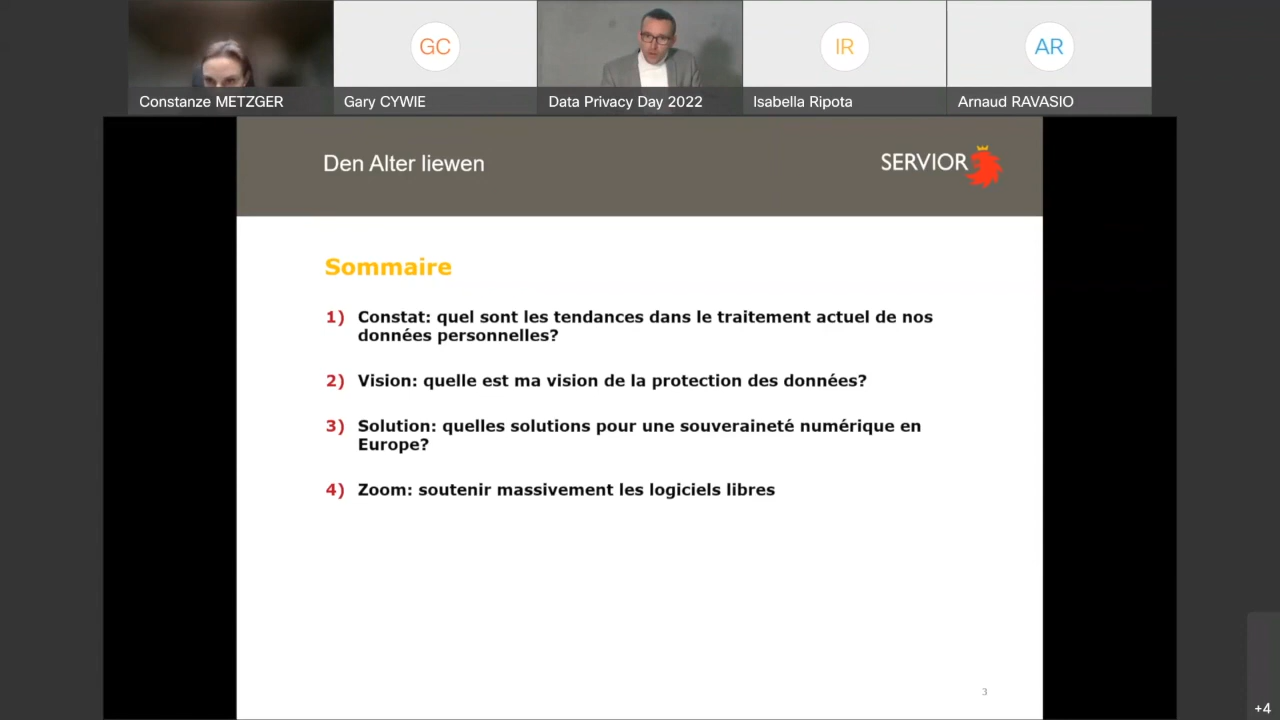 GC
IR
AR
Constanze METZGER
Gary CYWIE
Data Privacy Day 2022
Isabella Ripota
Arnaud RAVASIO
Den Alter liewen
SERVIOR
Sommaire
1) Constat: quel sont les tendances dans le traitement actuel de nos
données personnelles?
2) Vision: quelle est ma vision de la protection des données?
3) Solution: quelles solutions pour une souveraineté numérique en
Europe?
4) Zoom: soutenir massivement les logiciels libres
3
+4